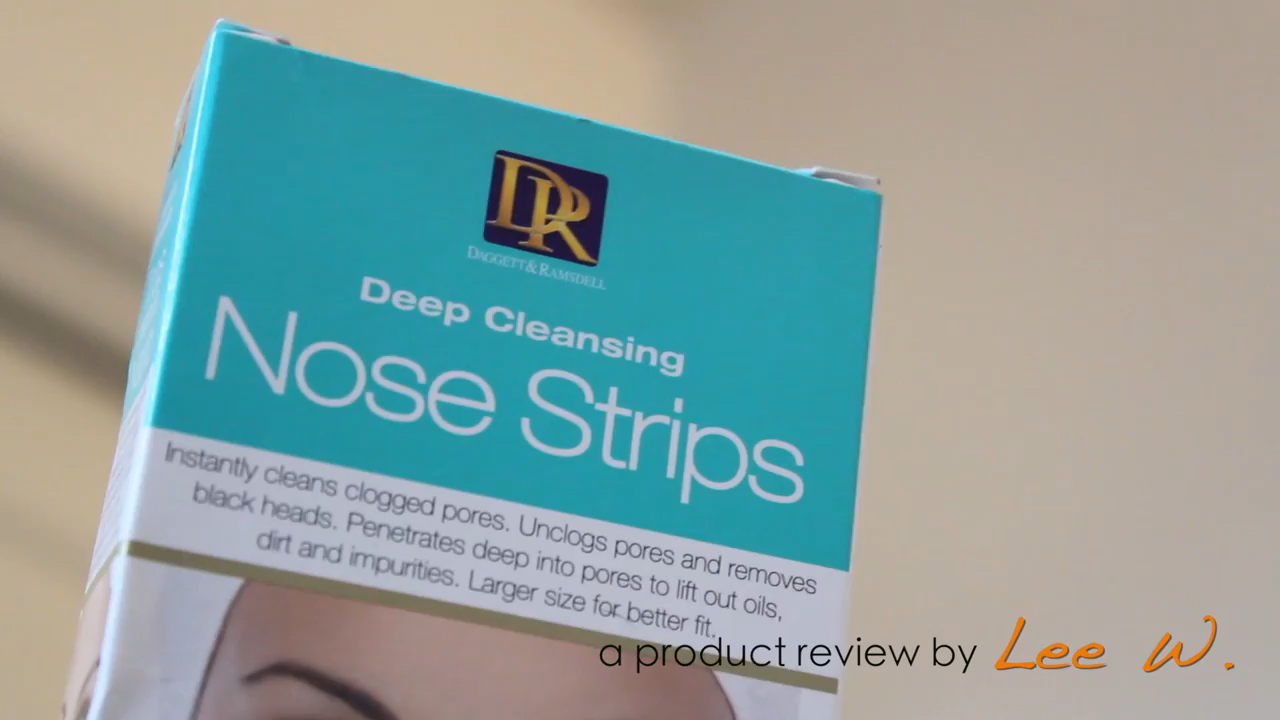 DR
DAGGETT & RAMSDELL
Deep Cleansing
Nose Strips
Instantly cleans clogged pores. Unclogs pores and removes
black heads. Penetrates deep into pores to lift out oils,
dirt and impurities. Larger size for better fit.
a product review by Lee W.